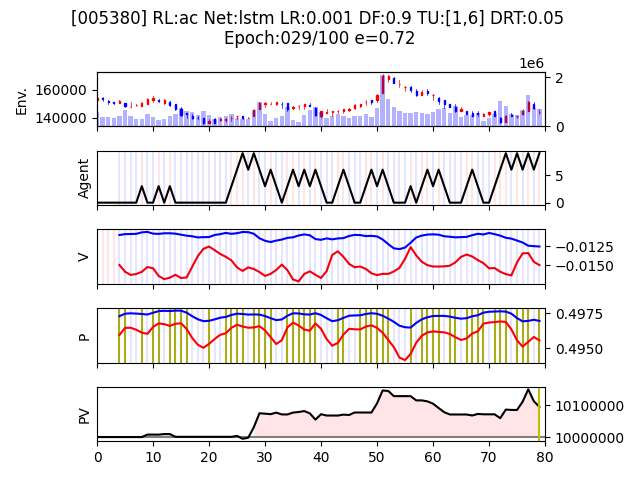 [005380] RL:ac Net:lstm LR:0.001 DF:0.9 TU:[1,6] DRT:0.05
Epoch:029/100 e=0.72
1e6
Env.
160000
140000
2
0
Agent
5
0
V
−0.0125
−0.0150
P
0.4975
0.4950
PV
10100000
10000000
0 10 20 30 40 50 60 70 80